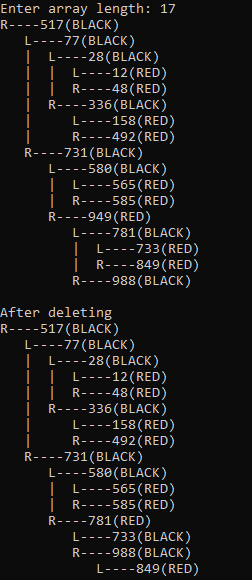 Enter array length: 17
R----517(BLACK)
   L----77(BLACK)
   |  L----28(BLACK)
   |  |  L----12(RED)
   |  |  R----48(RED)
   |  R----336(BLACK)
   |     L----158(RED)
   |     R----492(RED)
   R----731(BLACK)
      L----580(BLACK)
      |  L----565(RED)
      |  R----585(RED)
      R----949(RED)
         L----781(BLACK)
         |  L----733(RED)
         |  R----849(RED)
         R----988(BLACK)

After deleting
R----517(BLACK)
   L----77(BLACK)
   |  L----28(BLACK)
   |  |  L----12(RED)
   |  |  R----48(RED)
   |  R----336(BLACK)
   |     L----158(RED)
   |     R----492(RED)
   R----731(BLACK)
      L----580(BLACK)
      |  L----565(RED)
      |  R----585(RED)
      R----781(RED)
         L----733(BLACK)
         R----988(BLACK)
            L----849(RED)